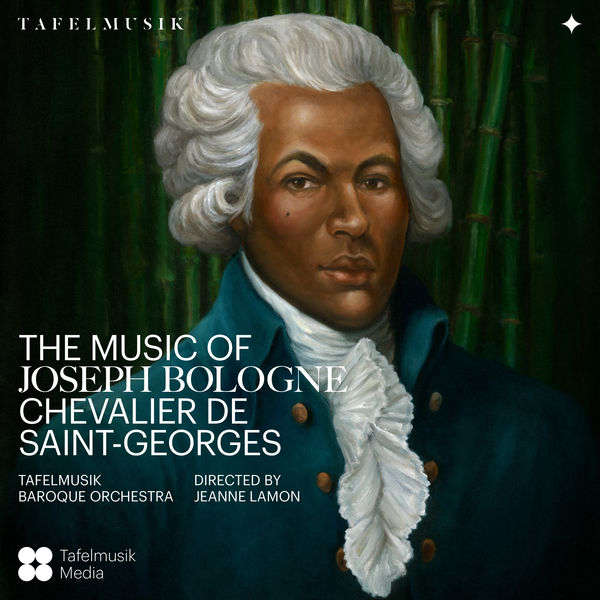 TAFELMUSIK
THE MUSIC OF
JOSEPH BOLOGNE
CHEVALIER DE
SAINT-GEORGES
TAFELMUSIK
BAROQUE ORCHESTRA
DIRECTED BY
JEANNE LAMON
Tafelmusik
Media